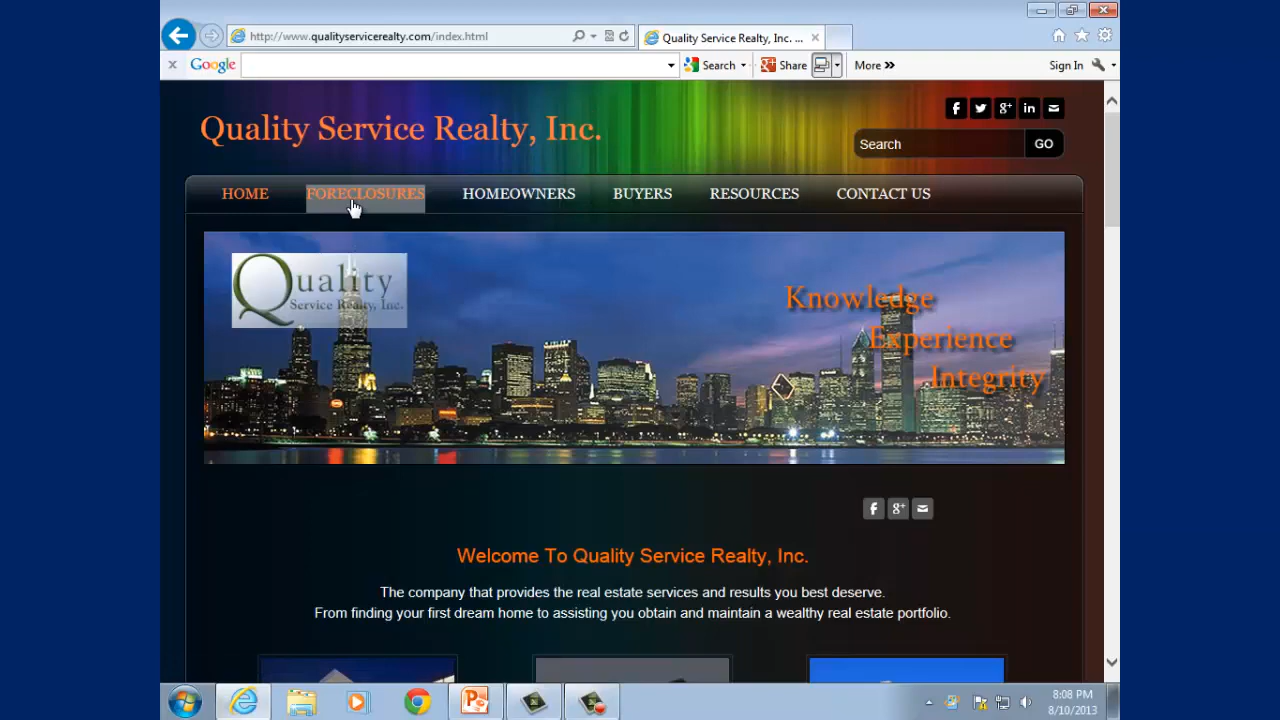 http://www.qualityservicerealty.com/index.html
Quality Service Realty, Inc. ...
Google
Search
Share
More »
Sign In
Quality Service Realty, Inc.
Search
GO
HOME
FORECLOSURES
HOMEOWNERS
BUYERS
RESOURCES
CONTACT US
Quality
Service Realty, Inc.
Knowledge
Experience
Integrity
Welcome To Quality Service Realty, Inc.
The company that provides the real estate services and results you best deserve.
From finding your first dream home to assisting you obtain and maintain a wealthy real estate portfolio.
8:08 PM
8/10/2013